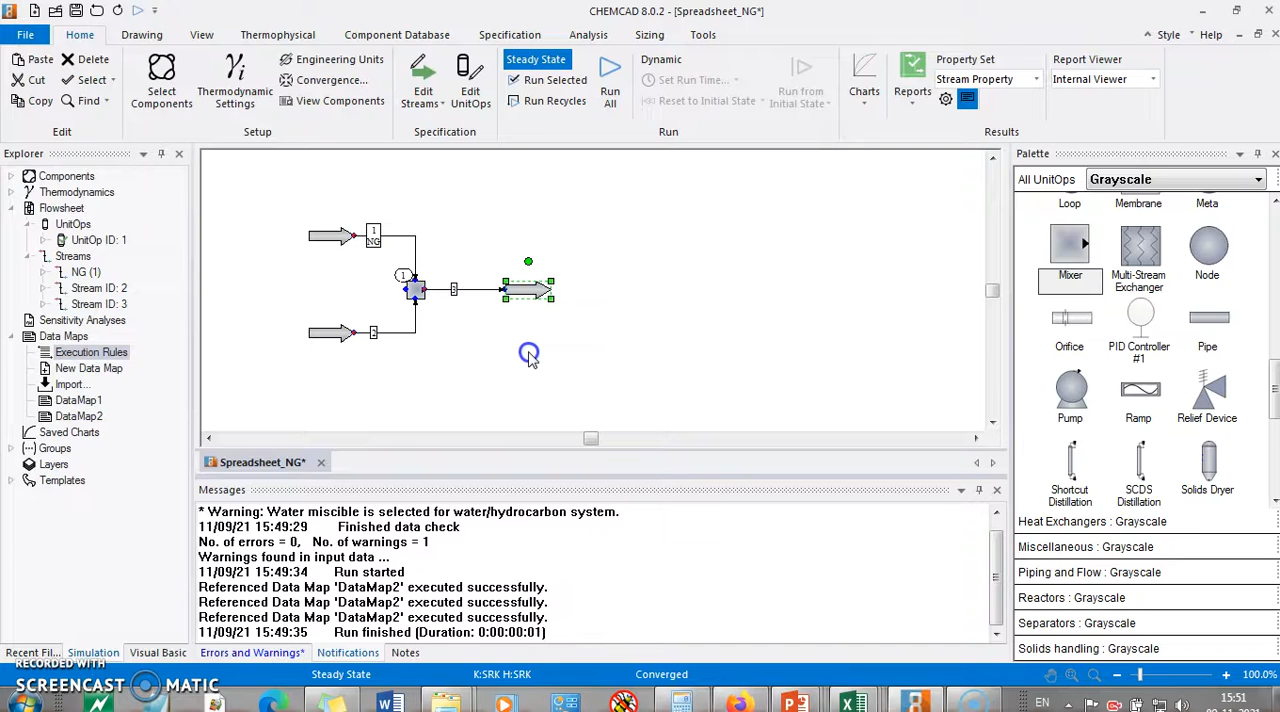 CHEMCAD 8.0.2 - [Spreadsheet_NG*]
File Home Drawing View Thermophysical Component Database Specification Analysis Sizing Tools Style Help
Paste Delete
Cut Select
Copy Find
Edit
Select Components
Thermodynamic Settings
Engineering Units
Convergence...
View Components
Setup
Edit Streams
Edit UnitOps
Specification
Steady State
Run Selected
Run Recycles
Run All
Dynamic
Set Run Time...
Reset to Initial State
Run from Initial State
Run
Charts
Reports
Property Set
Stream Property
Report Viewer
Internal Viewer
Results
Explorer
Components
Thermodynamics
Flowsheet
UnitOps
UnitOp ID: 1
Streams
NG (1)
Stream ID: 2
Stream ID: 3
Sensitivity Analyses
Data Maps
Execution Rules
New Data Map
Import...
DataMap1
DataMap2
Saved Charts
Groups
Layers
Templates
Recent Fil... Simulation Visual Basic
1
NG
1
3
2
Spreadsheet_NG*
Messages
* Warning: Water miscible is selected for water/hydrocarbon system.
11/09/21 15:49:29 Finished data check
No. of errors = 0, No. of warnings = 1
Warnings found in input data ...
11/09/21 15:49:34 Run started
Referenced Data Map 'DataMap2' executed successfully.
Referenced Data Map 'DataMap2' executed successfully.
Referenced Data Map 'DataMap2' executed successfully.
11/09/21 15:49:35 Run finished (Duration: 0:00:00:01)
Errors and Warnings* Notifications Notes
Palette
All UnitOps Grayscale
Loop Membrane Meta
Mixer Multi-Stream Exchanger Node
Orifice PID Controller #1 Pipe
Pump Ramp Relief Device
Shortcut Distillation SCDS Distillation Solids Dryer
Heat Exchangers : Grayscale
Miscellaneous : Grayscale
Piping and Flow : Grayscale
Reactors : Grayscale
Separators : Grayscale
Solids handling : Grayscale
Steady State K:SRK H:SRK Converged 100.0%
RECORDED WITH
SCREENCAST MATIC
EN 15:51